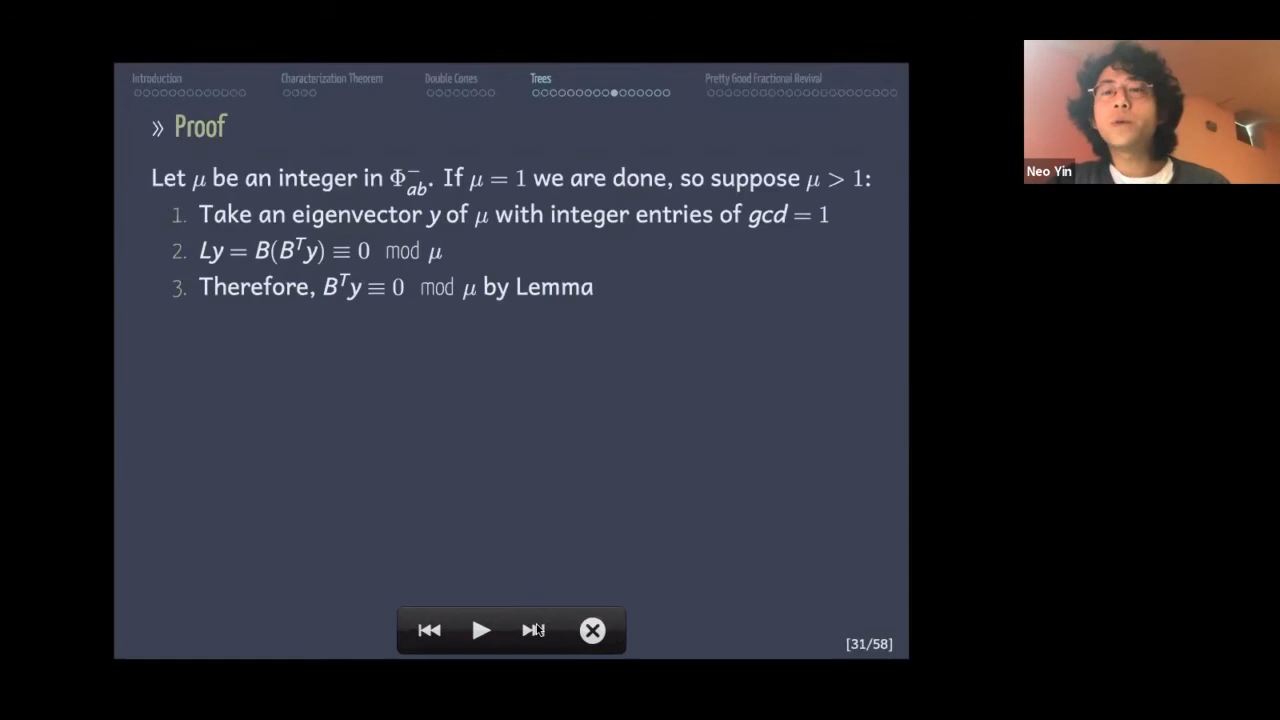 Introduction Characterization Theorem Double Cones Trees Pretty Good Fractional Revival
» Proof
Let μ be an integer in Φ⁻ab. If μ = 1 we are done, so suppose μ > 1:
1. Take an eigenvector y of μ with integer entries of gcd = 1
2. Ly = B(Bᵀy) ≡ 0 mod μ
3. Therefore, Bᵀy ≡ 0 mod μ by Lemma
[31/58]
Neo Yin